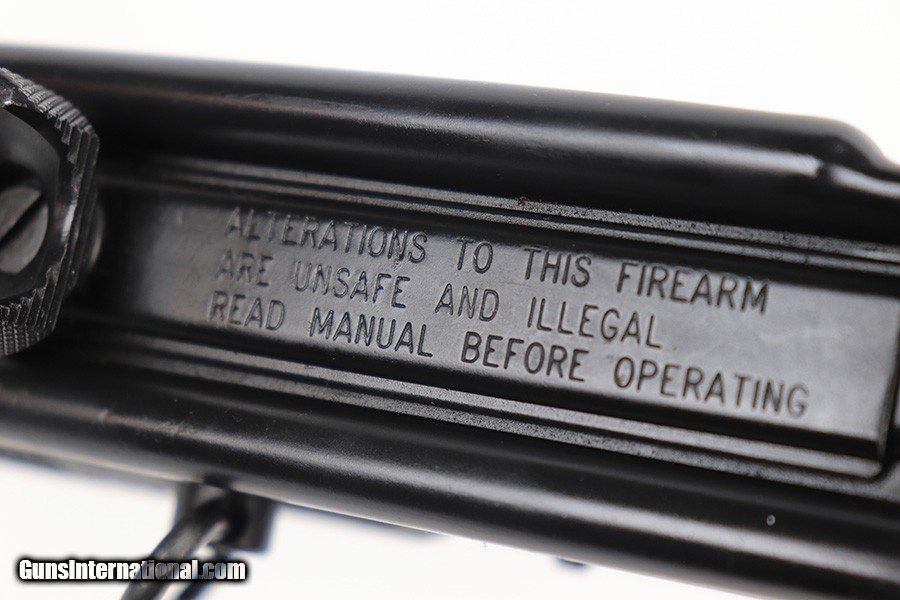 ALTERATIONS TO THIS FIREARM
ARE UNSAFE AND ILLEGAL
READ MANUAL BEFORE OPERATING
GunsInternational.com